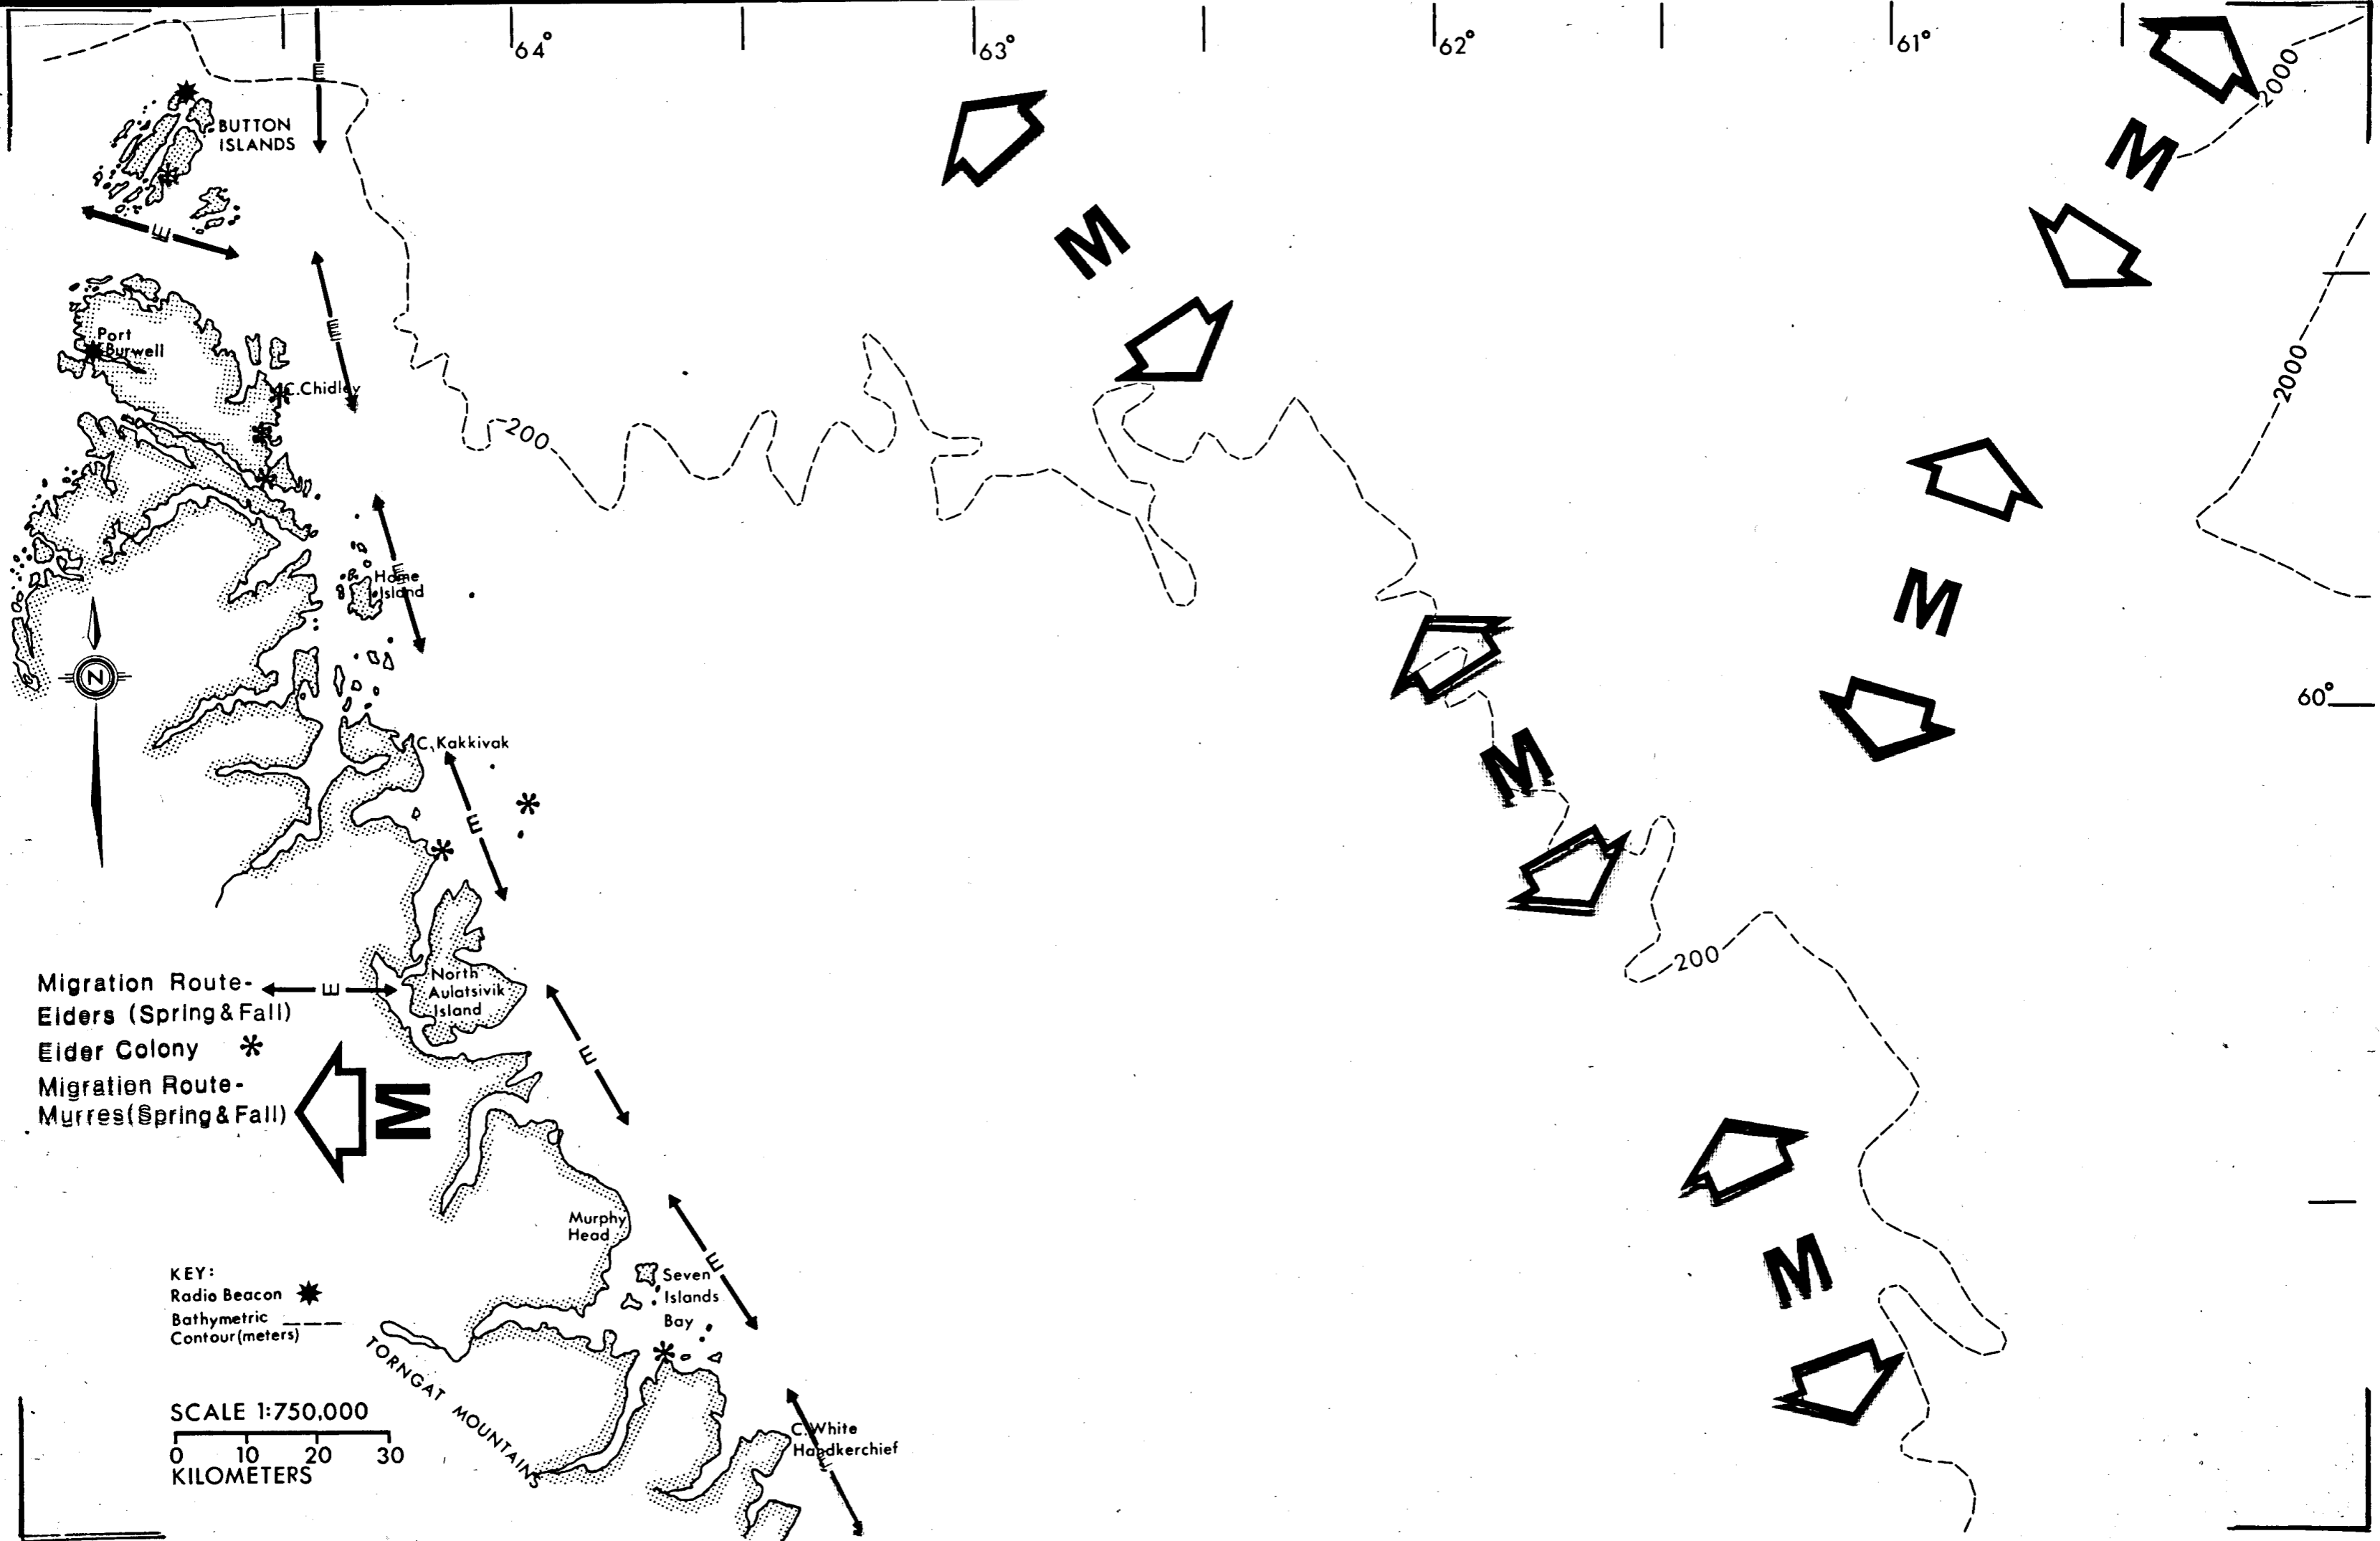 64°
63°
62°
61°
E
2000
BUTTON
ISLANDS
M
M
E
E
Port
Burwell
C.Chidley
2000
200
Home
Island
E
M
N
60°
C.Kakkivak
M
E
200
North
Aulatsivik
Island
Migration Route-
Eiders (Spring & Fall)
E
Eider Colony
Migration Route-
Murres (Spring & Fall)
M
E
Murphy
Head
E
Seven
Islands
Bay
M
KEY:
Radio Beacon
Bathymetric
Contour (meters)
TORNGAT MOUNTAINS
C.White
Handkerchief
E
SCALE 1:750,000
0 10 20 30
KILOMETERS